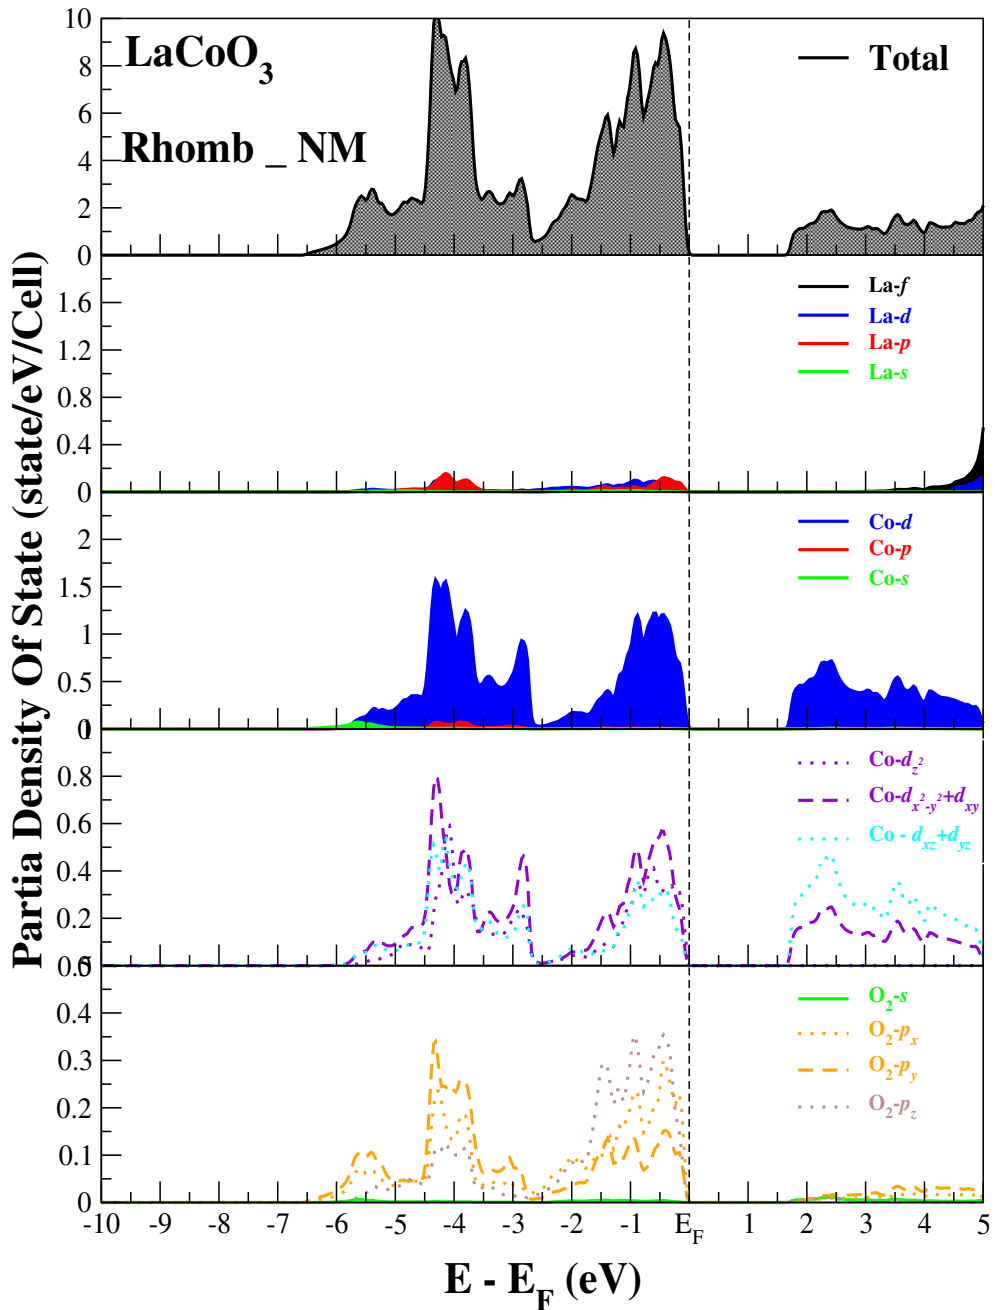 LaCoO3
Rhomb _ NM
Total
10
8
6
4
2
0
La-f
La-d
La-p
La-s
1.6
1.2
0.8
0.4
0
Co-d
Co-p
Co-s
2
1.5
1
0.5
0
Co-dz2
Co-dx2-y2+dxy
Co - dxz+dyz
1
0.8
0.6
0.4
0.2
0
O2-s
O2-px
O2-py
O2-pz
0.5
0.4
0.3
0.2
0.1
0
-10 -9 -8 -7 -6 -5 -4 -3 -2 -1 EF 1 2 3 4 5
E - EF (eV)
Partia Density Of State (state/eV/Cell)